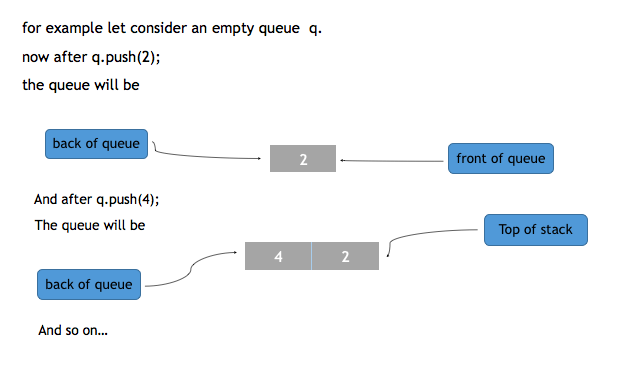 for example let consider an empty queue q.
now after q.push(2);
the queue will be
back of queue
2
front of queue
And after q.push(4);
The queue will be
Top of stack
4 2
back of queue
And so on...